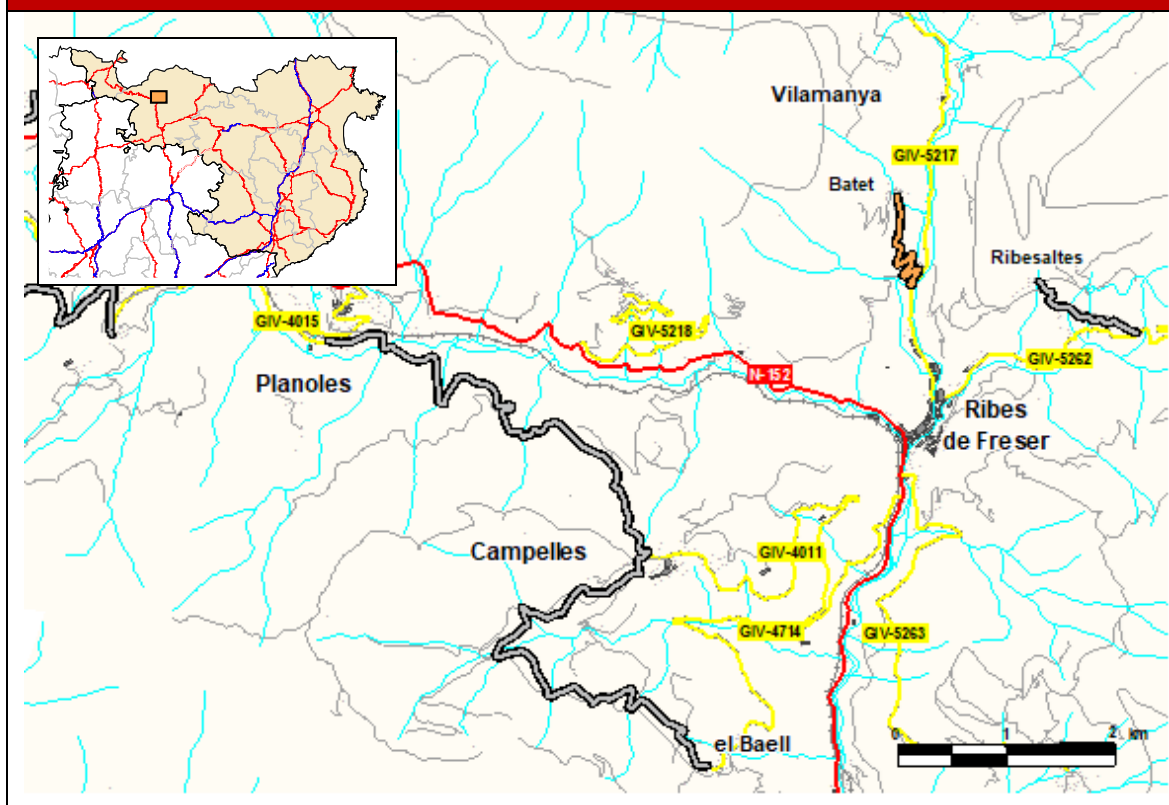 Vilamanya
GIV-5217
Batet
Ribesaltes
GIV-4015
GIV-5218
GIV-5262
N-152
Planoles
Ribes
de Freser
Campelles
GIV-4011
GIV-4714
GIV-5263
el Baell
0 1 2 km